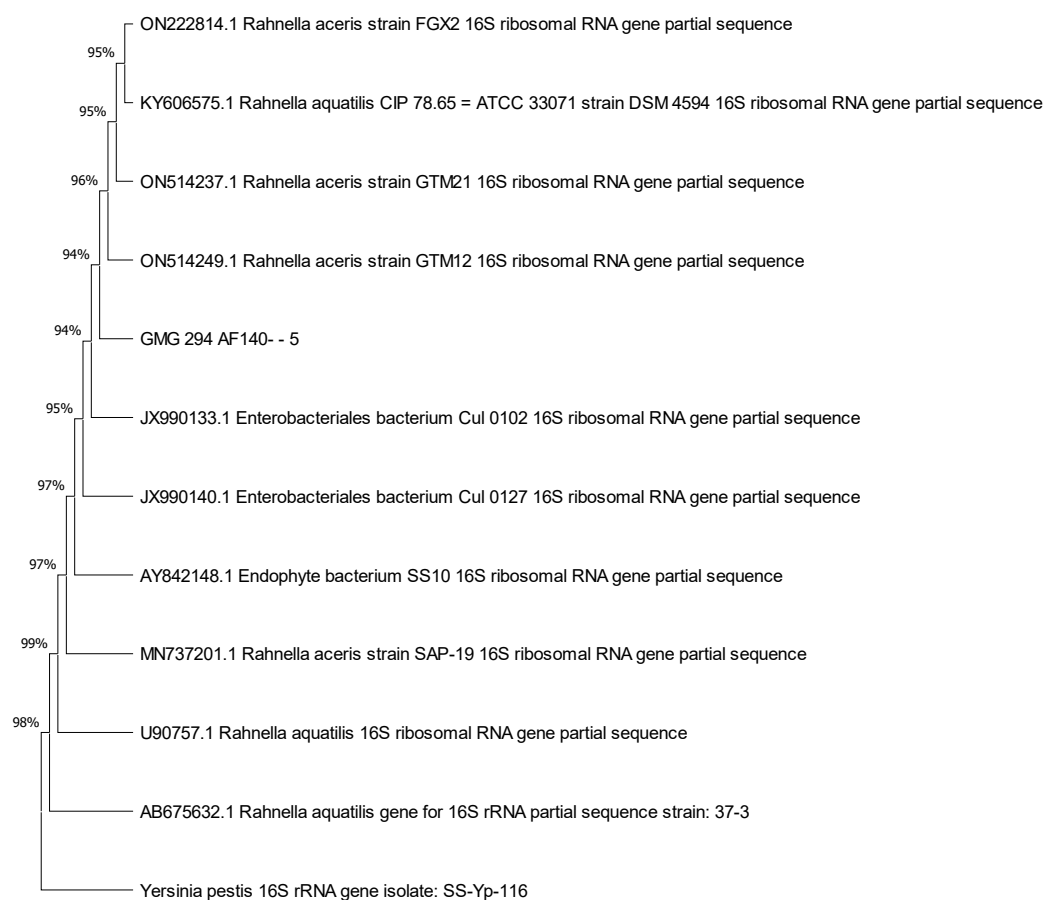 ON222814.1 Rahnella aceris strain FGX2 16S ribosomal RNA gene partial sequence
95%
KY606575.1 Rahnella aquatilis CIP 78.65 = ATCC 33071 strain DSM 4594 16S ribosomal RNA gene partial sequence
95%
ON514237.1 Rahnella aceris strain GTM21 16S ribosomal RNA gene partial sequence
96%
ON514249.1 Rahnella aceris strain GTM12 16S ribosomal RNA gene partial sequence
94%
GMG 294 AF140- - 5
94%
JX990133.1 Enterobacteriales bacterium Cul 0102 16S ribosomal RNA gene partial sequence
95%
JX990140.1 Enterobacteriales bacterium Cul 0127 16S ribosomal RNA gene partial sequence
97%
AY842148.1 Endophyte bacterium SS10 16S ribosomal RNA gene partial sequence
97%
MN737201.1 Rahnella aceris strain SAP-19 16S ribosomal RNA gene partial sequence
99%
U90757.1 Rahnella aquatilis 16S ribosomal RNA gene partial sequence
98%
AB675632.1 Rahnella aquatilis gene for 16S rRNA partial sequence strain: 37-3
Yersinia pestis 16S rRNA gene isolate: SS-Yp-116